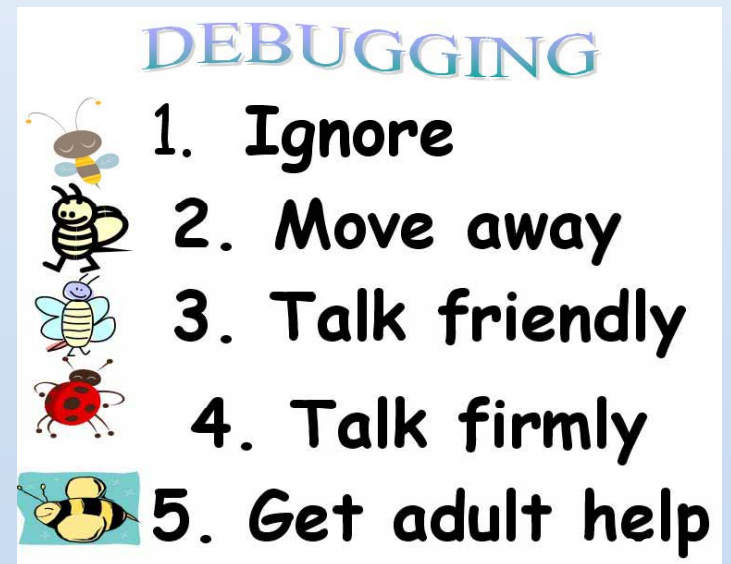 DEBUGGING
1. Ignore
2. Move away
3. Talk friendly
4. Talk firmly
5. Get adult help